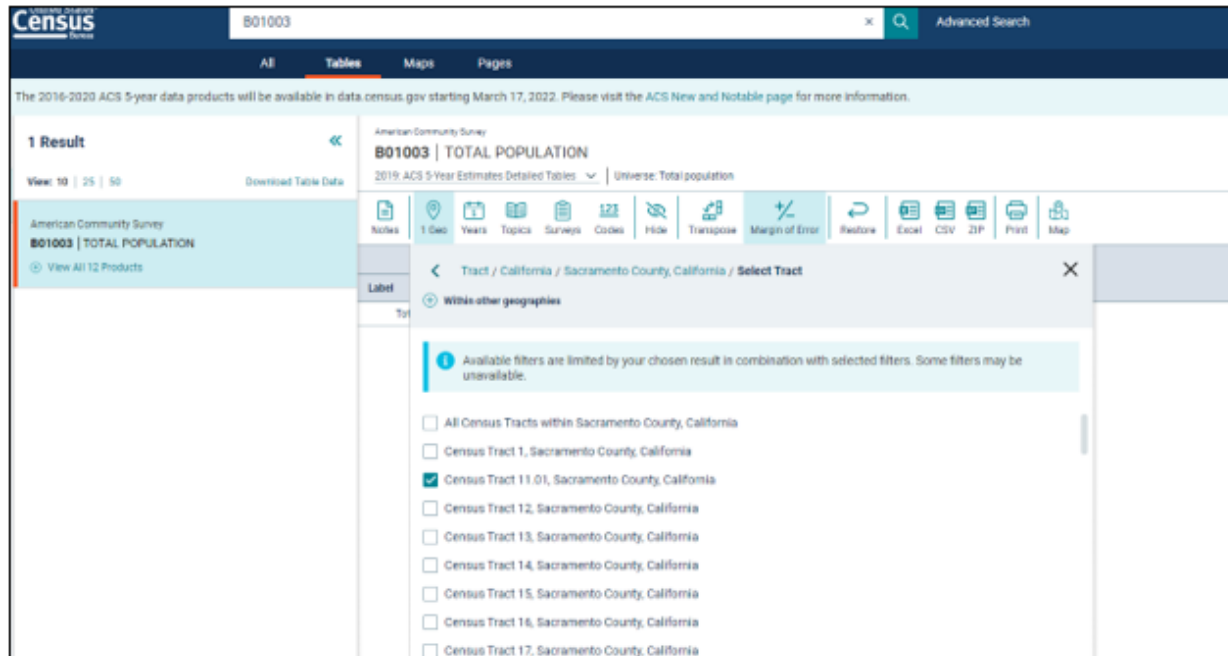 United States
Census
Bureau
B01003
×
Advanced Search
All Tables Maps Pages
The 2016-2020 ACS 5-year data products will be available in data.census.gov starting March 17, 2022. Please visit the ACS New and Notable page for more information.
1 Result
View: 10 | 25 | 50 Download Table Data
American Community Survey
B01003 | TOTAL POPULATION
View All 12 Products
American Community Survey
B01003 | TOTAL POPULATION
2019: ACS 5-Year Estimates Detailed Tables | Universe: Total population
Notes 1 Geo Years Topics Surveys 123 Codes Hide Transpose Margin of Error Restore Excel CSV ZIP Print Map
Label
Tot
Tract / California / Sacramento County, California / Select Tract
Within other geographies
Available filters are limited by your chosen result in combination with selected filters. Some filters may be
unavailable.
All Census Tracts within Sacramento County, California
Census Tract 1, Sacramento County, California
Census Tract 11.01, Sacramento County, California
Census Tract 12, Sacramento County, California
Census Tract 13, Sacramento County, California
Census Tract 14, Sacramento County, California
Census Tract 15, Sacramento County, California
Census Tract 16, Sacramento County, California
Census Tract 17, Sacramento County, California